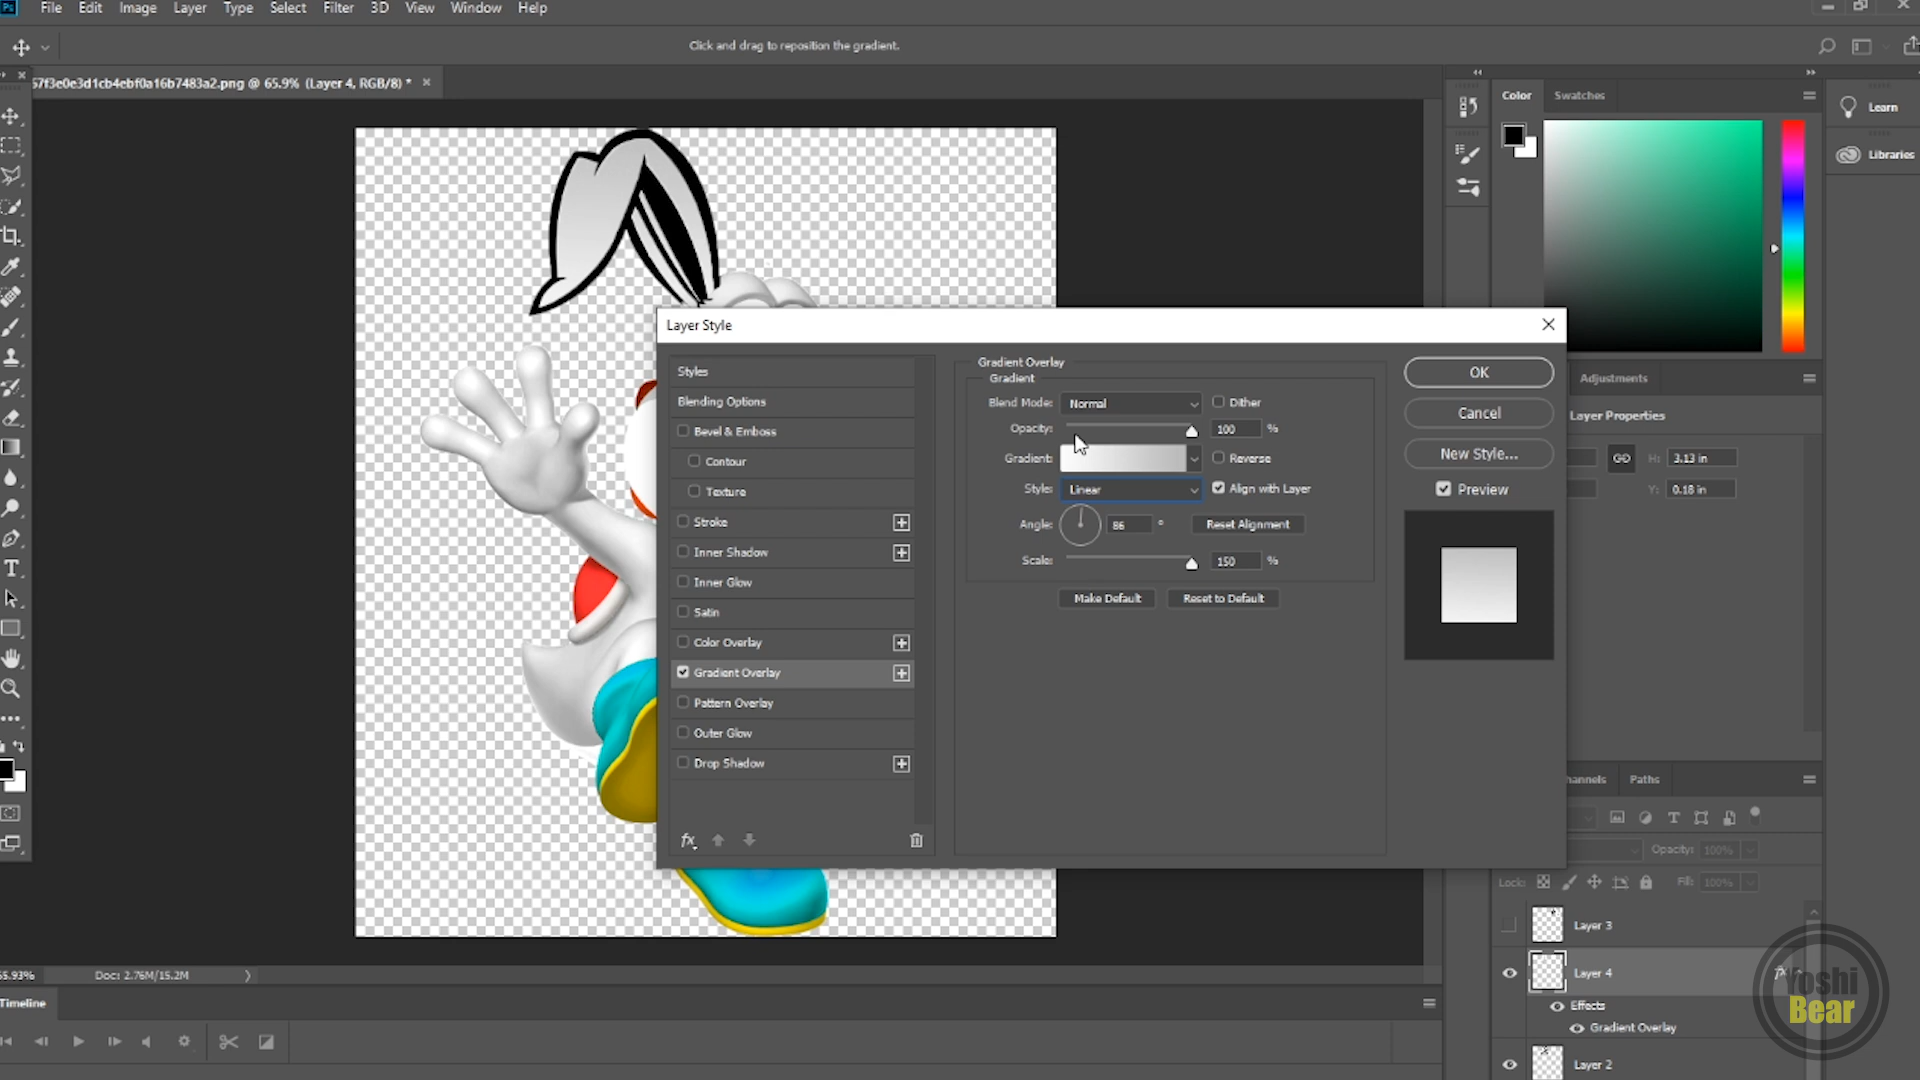 Ps File Edit Image Layer Type Select Filter 3D View Window Help
Click and drag to reposition the gradient.
57f3e0e3d1cb4ebf0a16b7483a2.png @ 65.9% (Layer 4, RGB/8) *
Color Swatches
Learn
Libraries
Layer Style
Styles
Blending Options
Bevel & Emboss
Contour
Texture
Stroke
Inner Shadow
Inner Glow
Satin
Color Overlay
Gradient Overlay
Pattern Overlay
Outer Glow
Drop Shadow
fx
Gradient Overlay
Gradient
Blend Mode: Normal Dither
Opacity: 100 %
Gradient: Reverse
Style: Linear Align with Layer
Angle: 86 ° Reset Alignment
Scale: 150 %
Make Default Reset to Default
OK
Cancel
New Style...
Preview
Adjustments
Layer Properties
H: 3.13 in
Y: 0.18 in
hannels Paths
Opacity: 100%
Lock: Fill: 100%
Layer 3
Layer 4 fx
Effects
Gradient Overlay
Layer 2
Yoshi
Bear
65.93% Doc: 2.76M/15.2M
Timeline